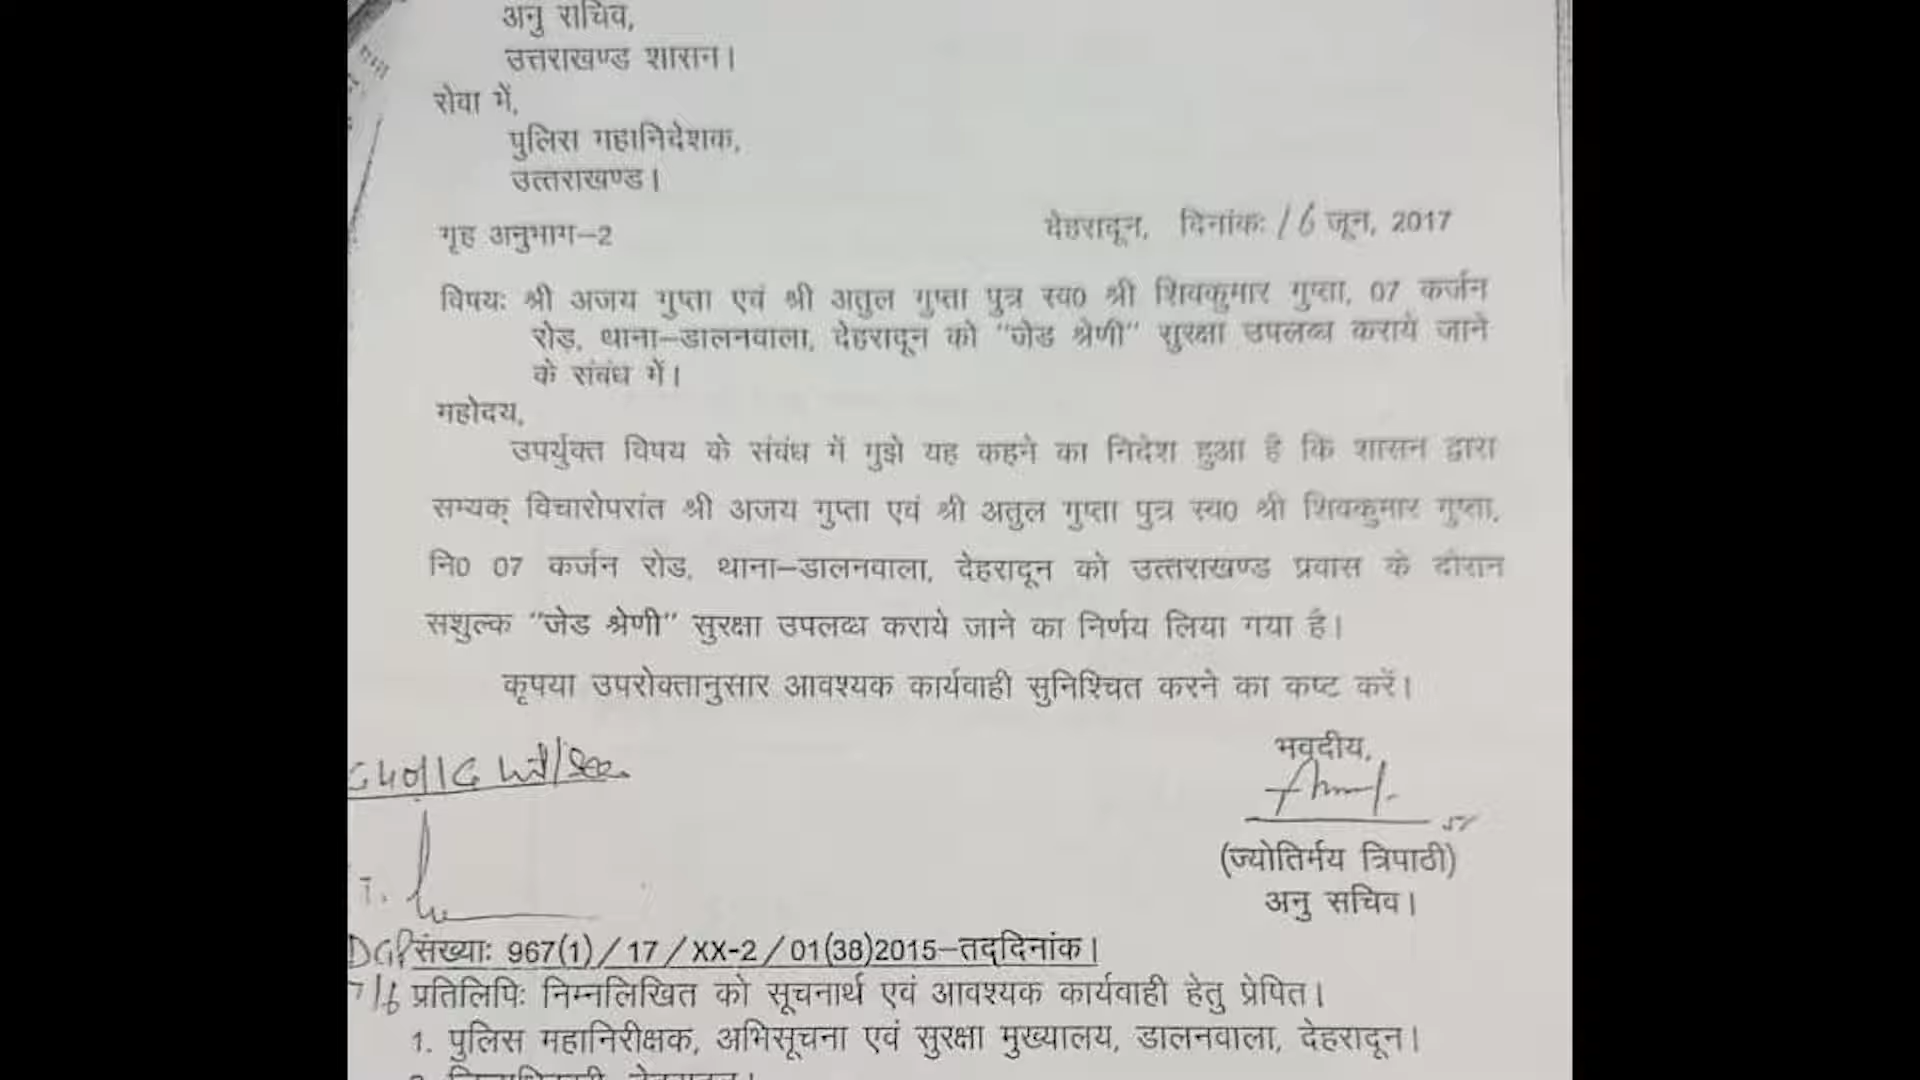 अनु सचिव,
उत्तराखण्ड शासन।
सेवा में,
पुलिस महानिदेशक,
उत्तराखण्ड।
गृह अनुभाग–2
देहरादून, दिनांकः 16 जून, 2017
विषयः श्री अजय गुप्ता एवं श्री अतुल गुप्ता पुत्र स्व0 श्री शिवकुमार गुप्ता, 07 कर्जन
रोड़, थाना–डालनवाला, देहरादून को "जेड श्रेणी" सुरक्षा उपलब्ध कराये जाने
के संबंध में।
महोदय,
उपर्युक्त विषय के संबंध में मुझे यह कहने का निदेश हुआ है कि शासन द्वारा
सम्यक् विचारोपरांत श्री अजय गुप्ता एवं श्री अतुल गुप्ता पुत्र स्व0 श्री शिवकुमार गुप्ता,
नि0 07 कर्जन रोड, थाना–डालनवाला, देहरादून को उत्तराखण्ड प्रवास के दौरान
सशुल्क "जेड श्रेणी" सुरक्षा उपलब्ध कराये जाने का निर्णय लिया गया है।
कृपया उपरोक्तानुसार आवश्यक कार्यवाही सुनिश्चित करने का कष्ट करें।
भवदीय,
(ज्योतिर्मय त्रिपाठी)
अनु सचिव।
DGP संख्याः 967(1)/17/XX-2/01(38)2015–तद्दिनांक।
प्रतिलिपिः निम्नलिखित को सूचनार्थ एवं आवश्यक कार्यवाही हेतु प्रेषित।
1. पुलिस महानिरीक्षक, अभिसूचना एवं सुरक्षा मुख्यालय, डालनवाला, देहरादून।